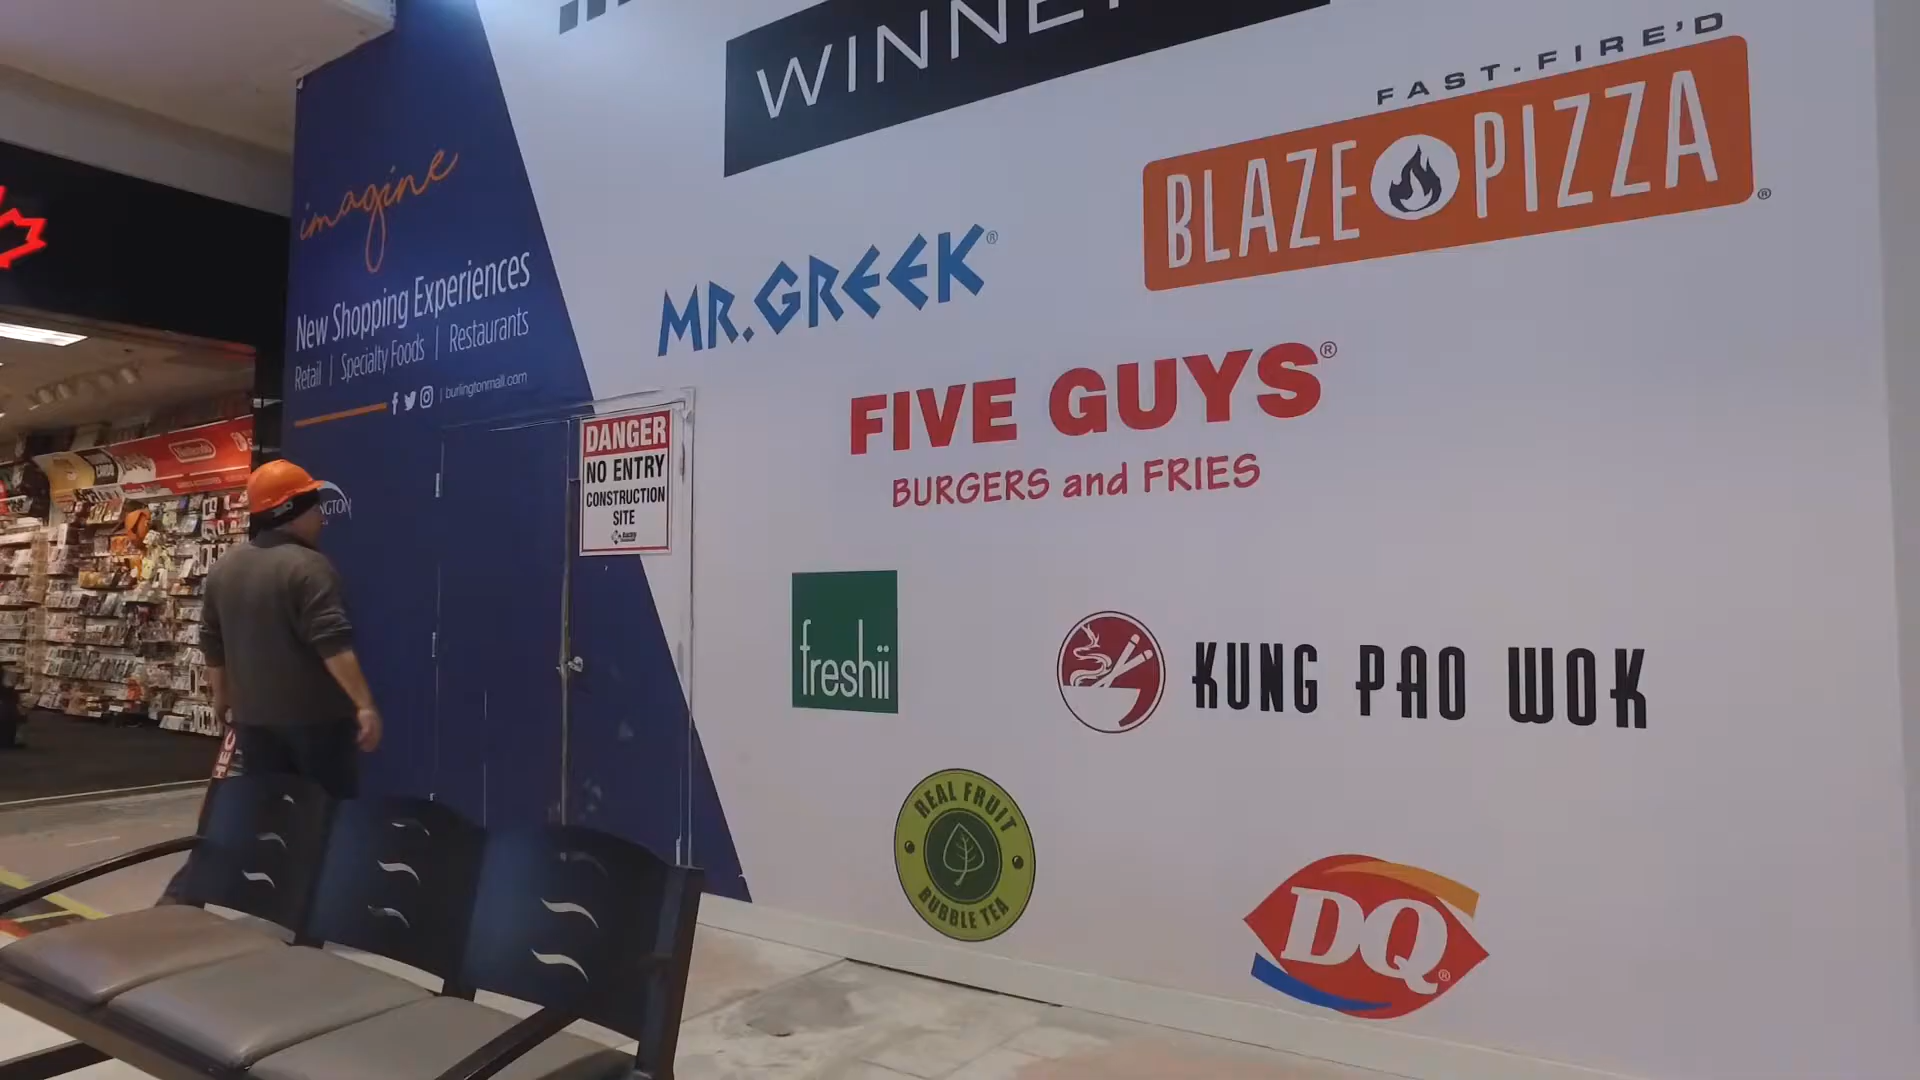 imagine
New Shopping Experiences
Retail | Specialty Foods | Restaurants
burlingtonmall.com
DANGER
NO ENTRY
CONSTRUCTION
SITE
FAST-FIRE'D
BLAZE PIZZA®
MR.GREEK®
FIVE GUYS®
BURGERS and FRIES
freshii
KUNG PAO WOK
REAL FRUIT
BUBBLE TEA
DQ®
Nintendo